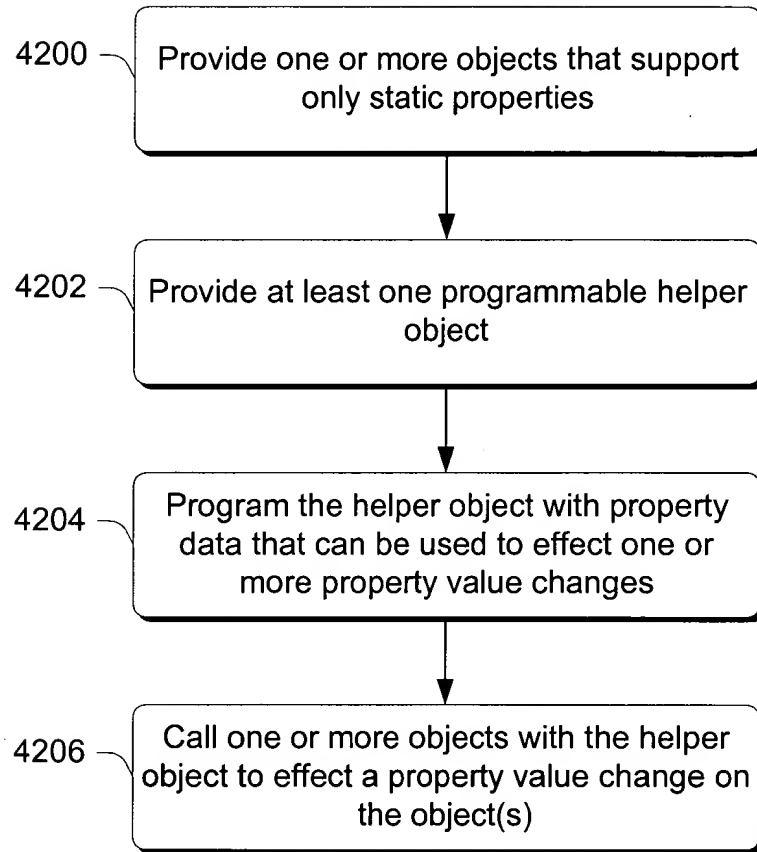 4200
Provide one or more objects that support
only static properties
4202
Provide at least one programmable helper
object
4204
Program the helper object with property
data that can be used to effect one or
more property value changes
4206
Call one or more objects with the helper
object to effect a property value change on
the object(s)